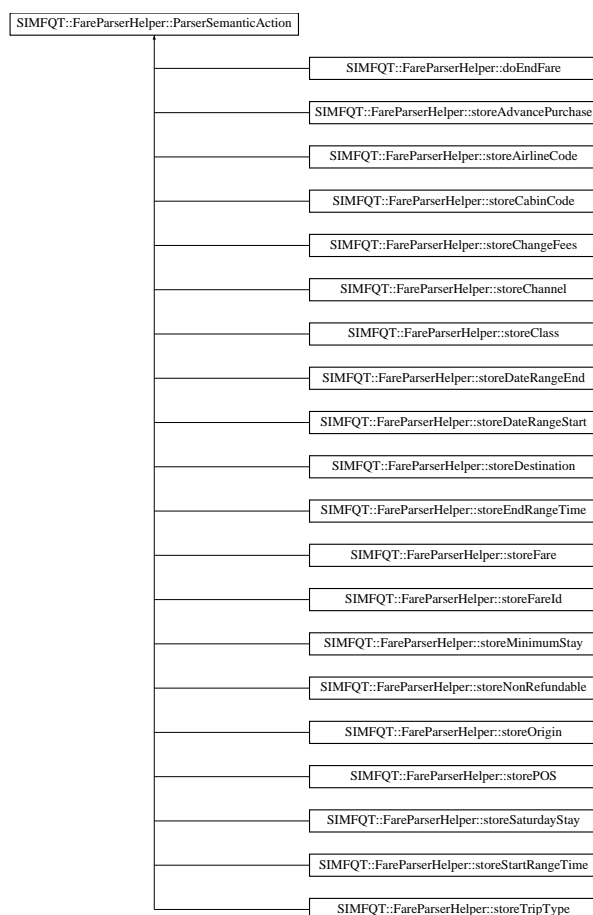 SIMFQT::FareParserHelper::ParserSemanticAction
SIMFQT::FareParserHelper::doEndFare
SIMFQT::FareParserHelper::storeAdvancePurchase
SIMFQT::FareParserHelper::storeAirlineCode
SIMFQT::FareParserHelper::storeCabinCode
SIMFQT::FareParserHelper::storeChangeFees
SIMFQT::FareParserHelper::storeChannel
SIMFQT::FareParserHelper::storeClass
SIMFQT::FareParserHelper::storeDateRangeEnd
SIMFQT::FareParserHelper::storeDateRangeStart
SIMFQT::FareParserHelper::storeDestination
SIMFQT::FareParserHelper::storeEndRangeTime
SIMFQT::FareParserHelper::storeFare
SIMFQT::FareParserHelper::storeFareId
SIMFQT::FareParserHelper::storeMinimumStay
SIMFQT::FareParserHelper::storeNonRefundable
SIMFQT::FareParserHelper::storeOrigin
SIMFQT::FareParserHelper::storePOS
SIMFQT::FareParserHelper::storeSaturdayStay
SIMFQT::FareParserHelper::storeStartRangeTime
SIMFQT::FareParserHelper::storeTripType